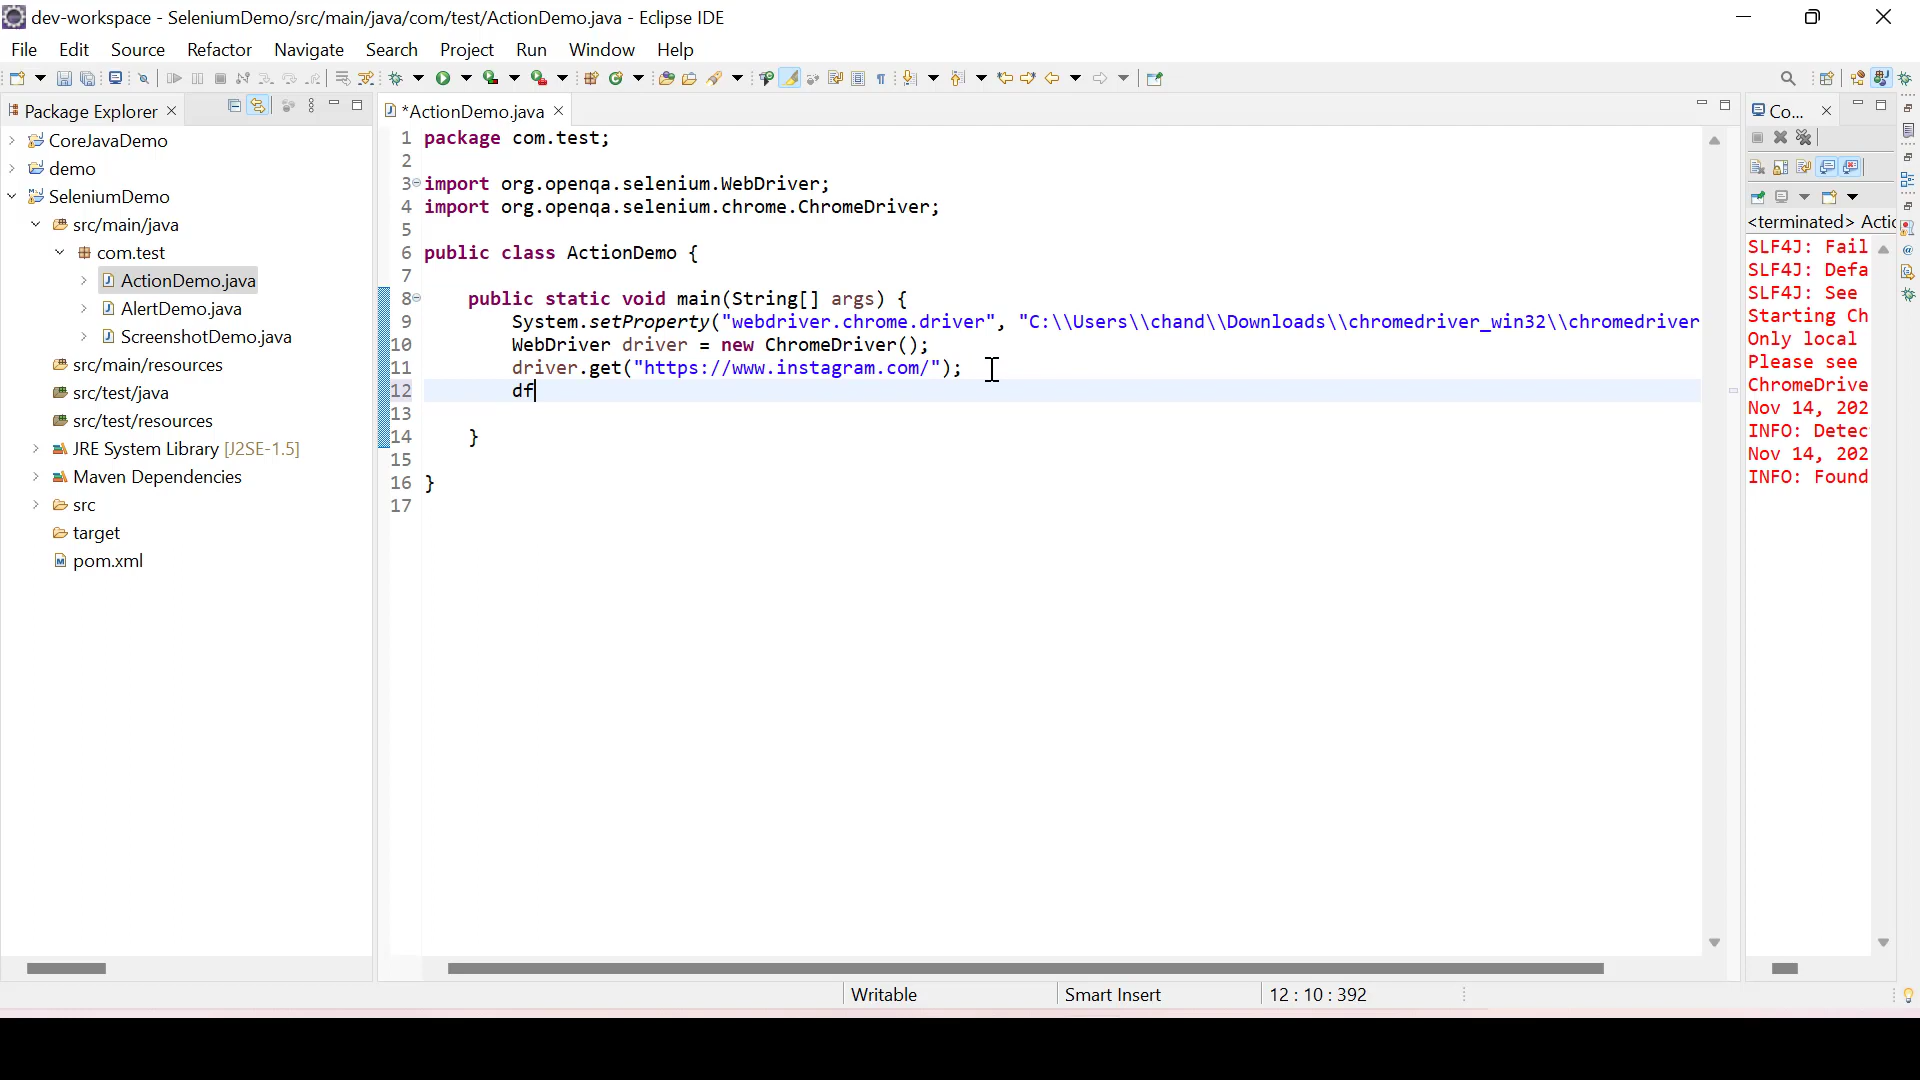 dev-workspace - SeleniumDemo/src/main/java/com/test/ActionDemo.java - Eclipse IDE
File Edit Source Refactor Navigate Search Project Run Window Help
Package Explorer
CoreJavaDemo
demo
SeleniumDemo
src/main/java
com.test
ActionDemo.java
AlertDemo.java
ScreenshotDemo.java
src/main/resources
src/test/java
src/test/resources
JRE System Library [J2SE-1.5]
Maven Dependencies
src
target
pom.xml
*ActionDemo.java
1 package com.test;
2
3 import org.openqa.selenium.WebDriver;
4 import org.openqa.selenium.chrome.ChromeDriver;
5
6 public class ActionDemo {
7
8 public static void main(String[] args) {
9 System.setProperty("webdriver.chrome.driver", "C:\\Users\\chand\\Downloads\\chromedriver_win32\\chromedriver
10 WebDriver driver = new ChromeDriver();
11 driver.get("https://www.instagram.com/");
12 df
13
14 }
15
16 }
17
Co...
<terminated> Actic
SLF4J: Fail
SLF4J: Defa
SLF4J: See
Starting Ch
Only local
Please see
ChromeDrive
Nov 14, 202
INFO: Detec
Nov 14, 202
INFO: Found
Writable
Smart Insert
12 : 10 : 392